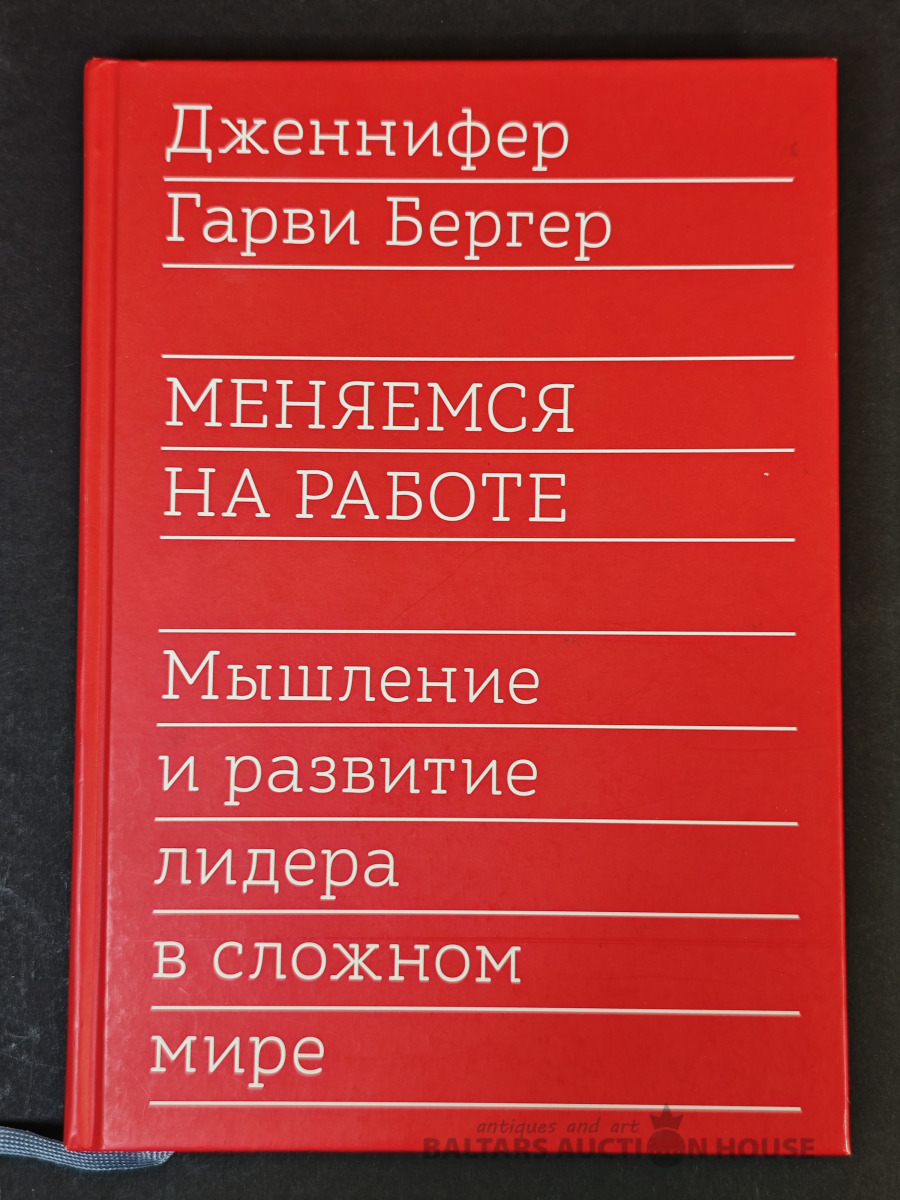 Дженнифер
Гарви Бергер
МЕНЯЕМСЯ
НА РАБОТЕ
Мышление
и развитие
лидера
в сложном
мире
antiques and art
BALTARS AUCTION HOUSE